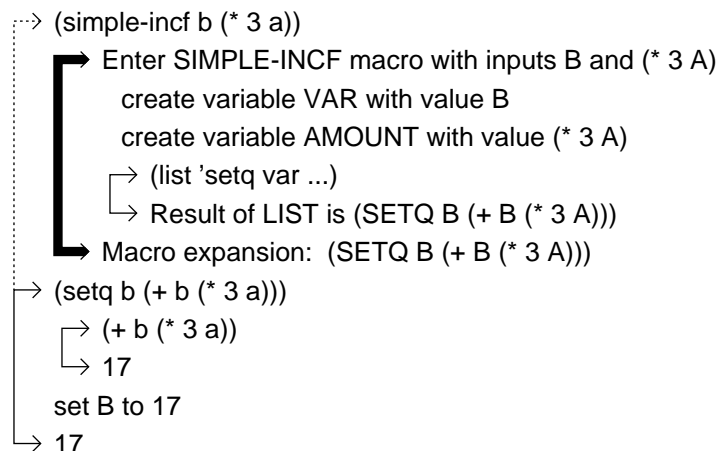 (simple-incf b (* 3 a))
Enter SIMPLE-INCF macro with inputs B and (* 3 A)
create variable VAR with value B
create variable AMOUNT with value (* 3 A)
(list 'setq var ...)
Result of LIST is (SETQ B (+ B (* 3 A)))
Macro expansion: (SETQ B (+ B (* 3 A)))
(setq b (+ b (* 3 a)))
(+ b (* 3 a))
17
set B to 17
17